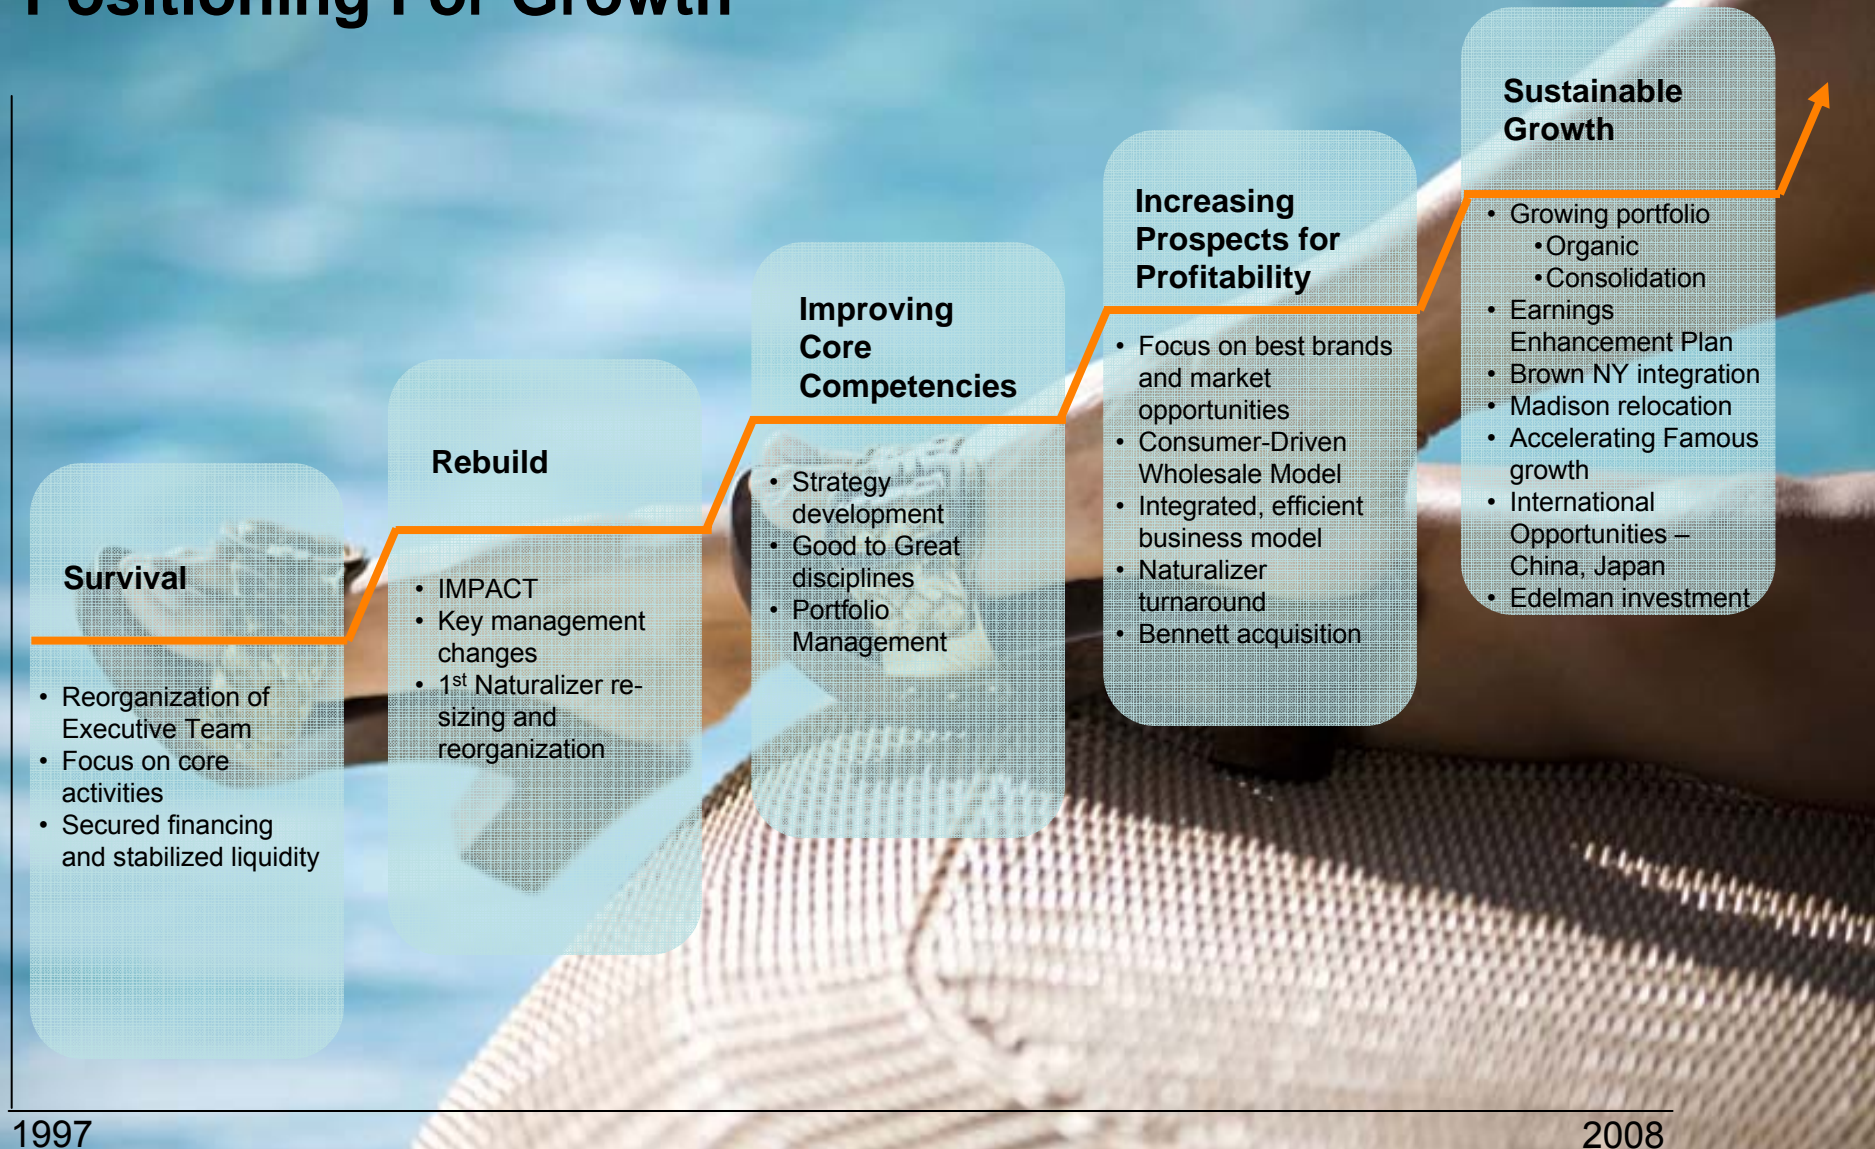 Positioning For Growth
Survival
• Reorganization of
Executive Team
• Focus on core
activities
• Secured financing
and stabilized liquidity
Rebuild
• IMPACT
• Key management
changes
• 1st Naturalizer re-
sizing and
reorganization
Improving
Core
Competencies
• Strategy
development
• Good to Great
disciplines
• Portfolio
Management
Increasing
Prospects for
Profitability
• Focus on best brands
and market
opportunities
• Consumer-Driven
Wholesale Model
• Integrated, efficient
business model
• Naturalizer
turnaround
• Bennett acquisition
Sustainable
Growth
• Growing portfolio
• Organic
• Consolidation
• Earnings
Enhancement Plan
• Brown NY integration
• Madison relocation
• Accelerating Famous
growth
• International
Opportunities –
China, Japan
• Edelman investment
1997
2008